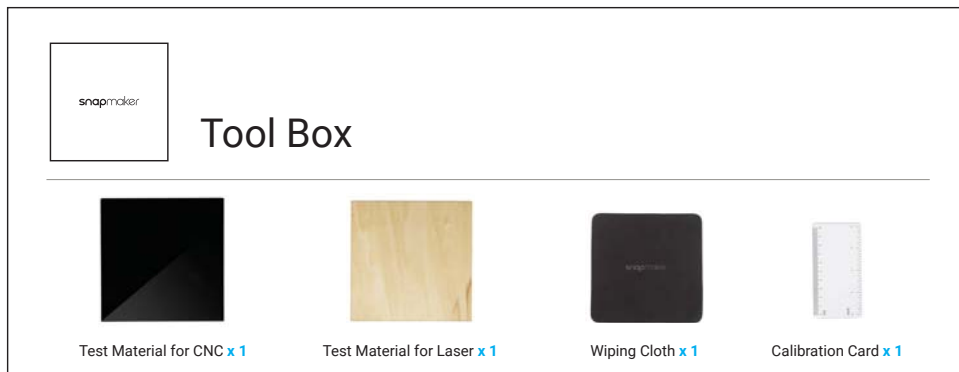 snapmaker
Tool Box
snapmaker
Test Material for CNC x 1
Test Material for Laser x 1
Wiping Cloth x 1
Calibration Card x 1